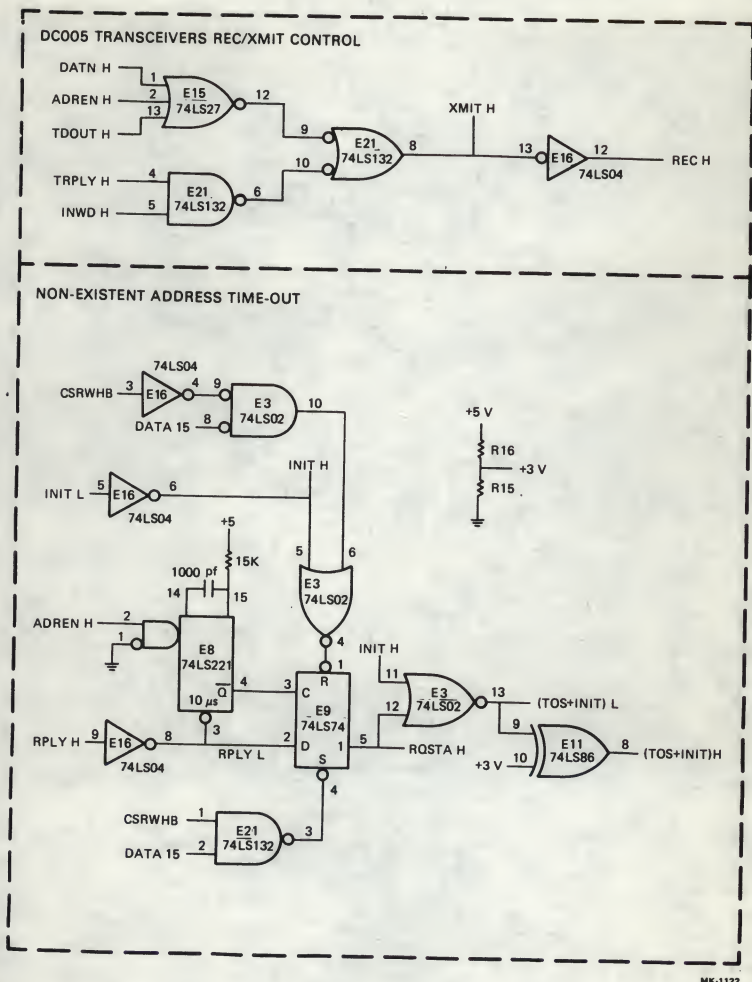 DC005 TRANSCEIVERS REC/XMIT CONTROL
DATN H
1
ADREN H
2
TDOUT H
13
E15
74LS27
12
TRPLY H
4
INWD H
5
E21
74LS132
6
9
10
E21
74LS132
8
XMIT H
13
E16
12
74LS04
REC H
NON-EXISTENT ADDRESS TIME-OUT
74LS04
CSRWHB
3
E16
4
9
DATA 15
8
E3
74LS02
10
+5 V
R16
+3 V
R15
INIT L
5
E16
6
74LS04
INIT H
+5
15K
1000 pf
14
15
5
6
E3
74LS02
4
ADREN H
2
1
E8
74LS221
Q
4
10 µs
3
1
R
3
C
E9
74LS74
2
D
1
5
S
4
RPLY H
9
E16
8
74LS04
RPLY L
INIT H
11
12
E3
74LS02
13
(TOS+INIT) L
RQSTA H
9
10
+3 V
E11
74LS86
8
(TOS+INIT)H
CSRWHB
1
DATA 15
2
E21
74LS132
3
MK-1122